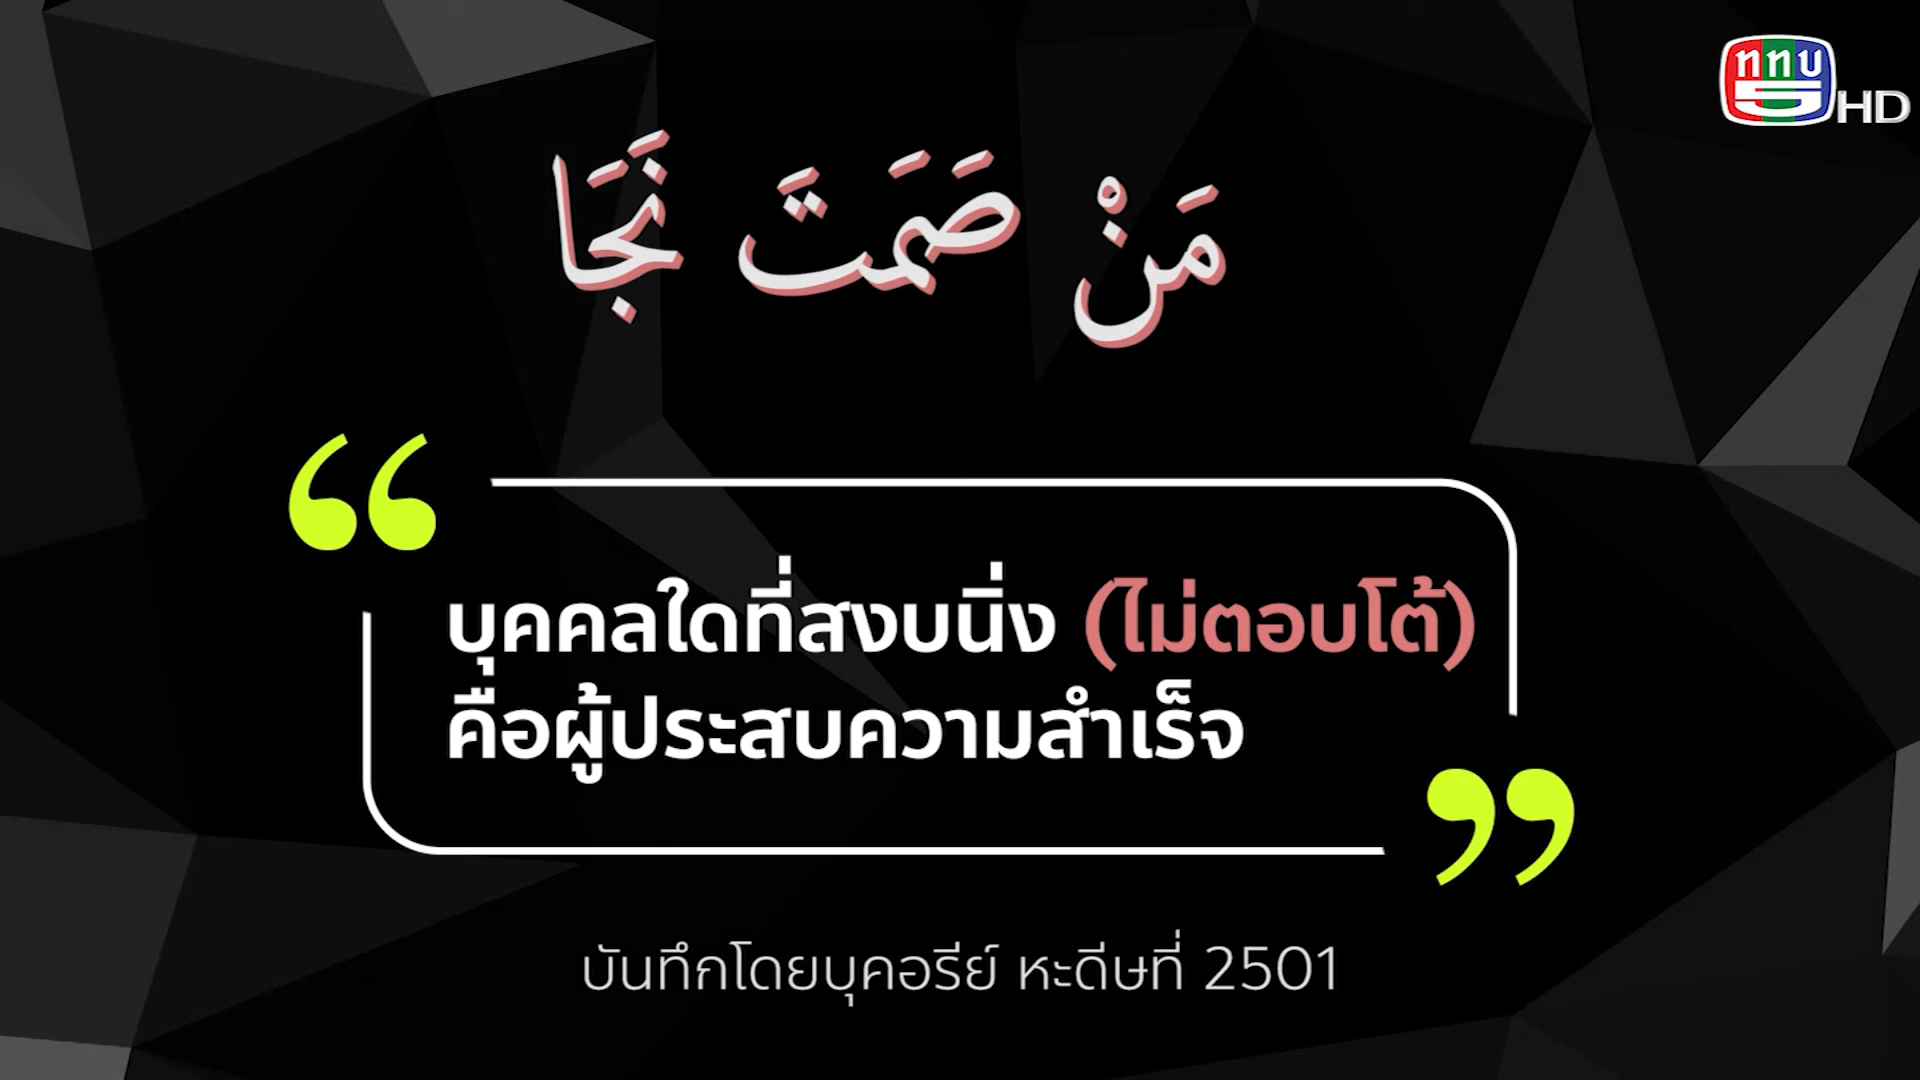 ททบ
5HD
مَنْ صَمَتَ نَجَا
“
บุคคลใดที่สงบนิ่ง (ไม่ตอบโต้)
คือผู้ประสบความสำเร็จ
”
บันทึกโดยบุคอรีย์ หะดีษที่ 2501